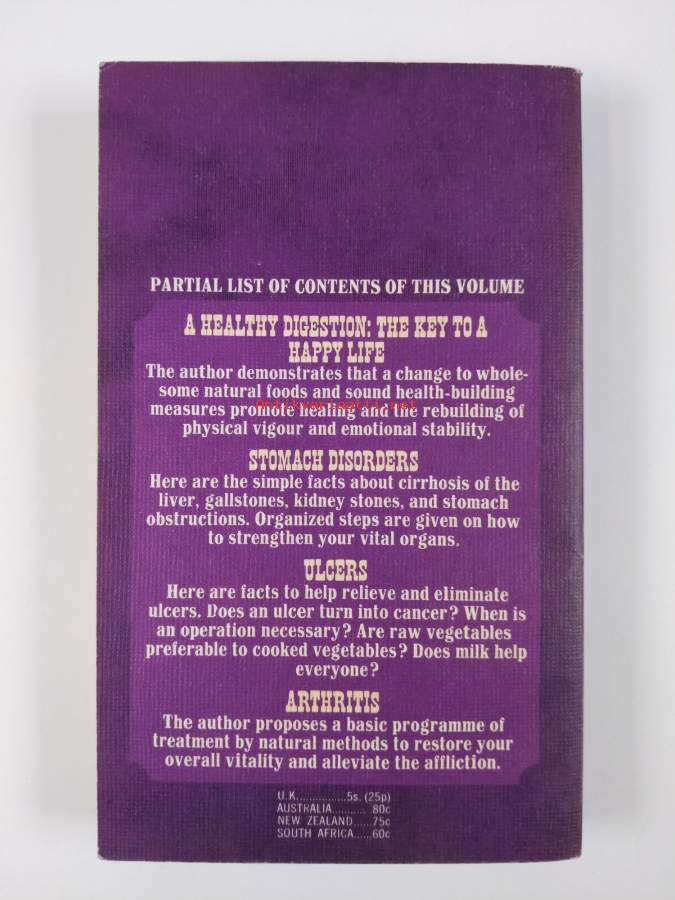 PARTIAL LIST OF CONTENTS OF THIS VOLUME
A HEALTHY DIGESTION: THE KEY TO A
HAPPY LIFE
The author demonstrates that a change to whole-
some natural foods and sound health-building
measures promote healing and the rebuilding of
physical vigour and emotional stability.
Antikvariaatti.net
STOMACH DISORDERS
Here are the simple facts about cirrhosis of the
liver, gallstones, kidney stones, and stomach
obstructions. Organized steps are given on how
to strengthen your vital organs.
ULCERS
Here are facts to help relieve and eliminate
ulcers. Does an ulcer turn into cancer? When is
an operation necessary? Are raw vegetables
preferable to cooked vegetables? Does milk help
everyone?
ARTHRITIS
The author proposes a basic programme of
treatment by natural methods to restore your
overall vitality and alleviate the affliction.
U.K...............5s. (25p)
AUSTRALIA........... 80c
NEW ZEALAND......75c
SOUTH AFRICA......60c